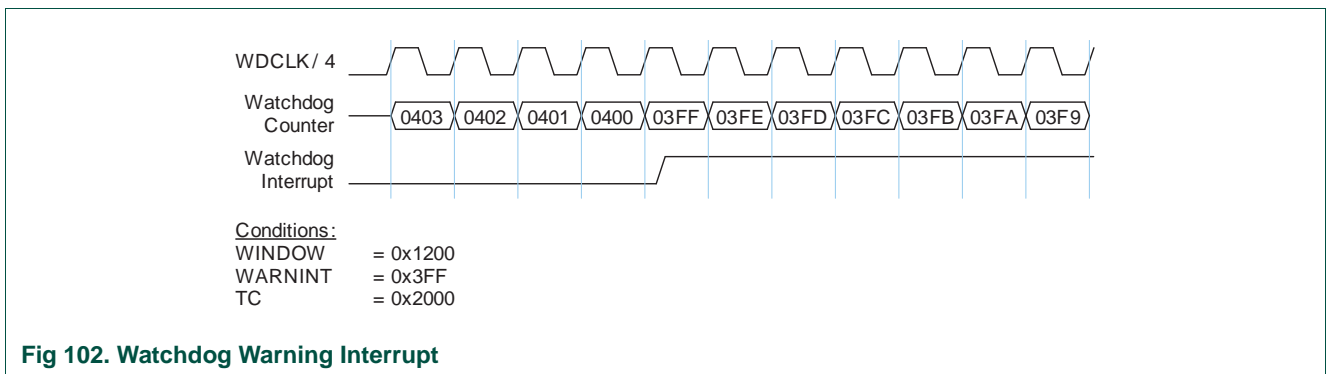 WDCLK / 4
Watchdog
Counter
0403 0402 0401 0400 03FF 03FE 03FD 03FC 03FB 03FA 03F9
Watchdog
Interrupt
Conditions:
WINDOW = 0x1200
WARNINT = 0x3FF
TC = 0x2000
Fig 102. Watchdog Warning Interrupt